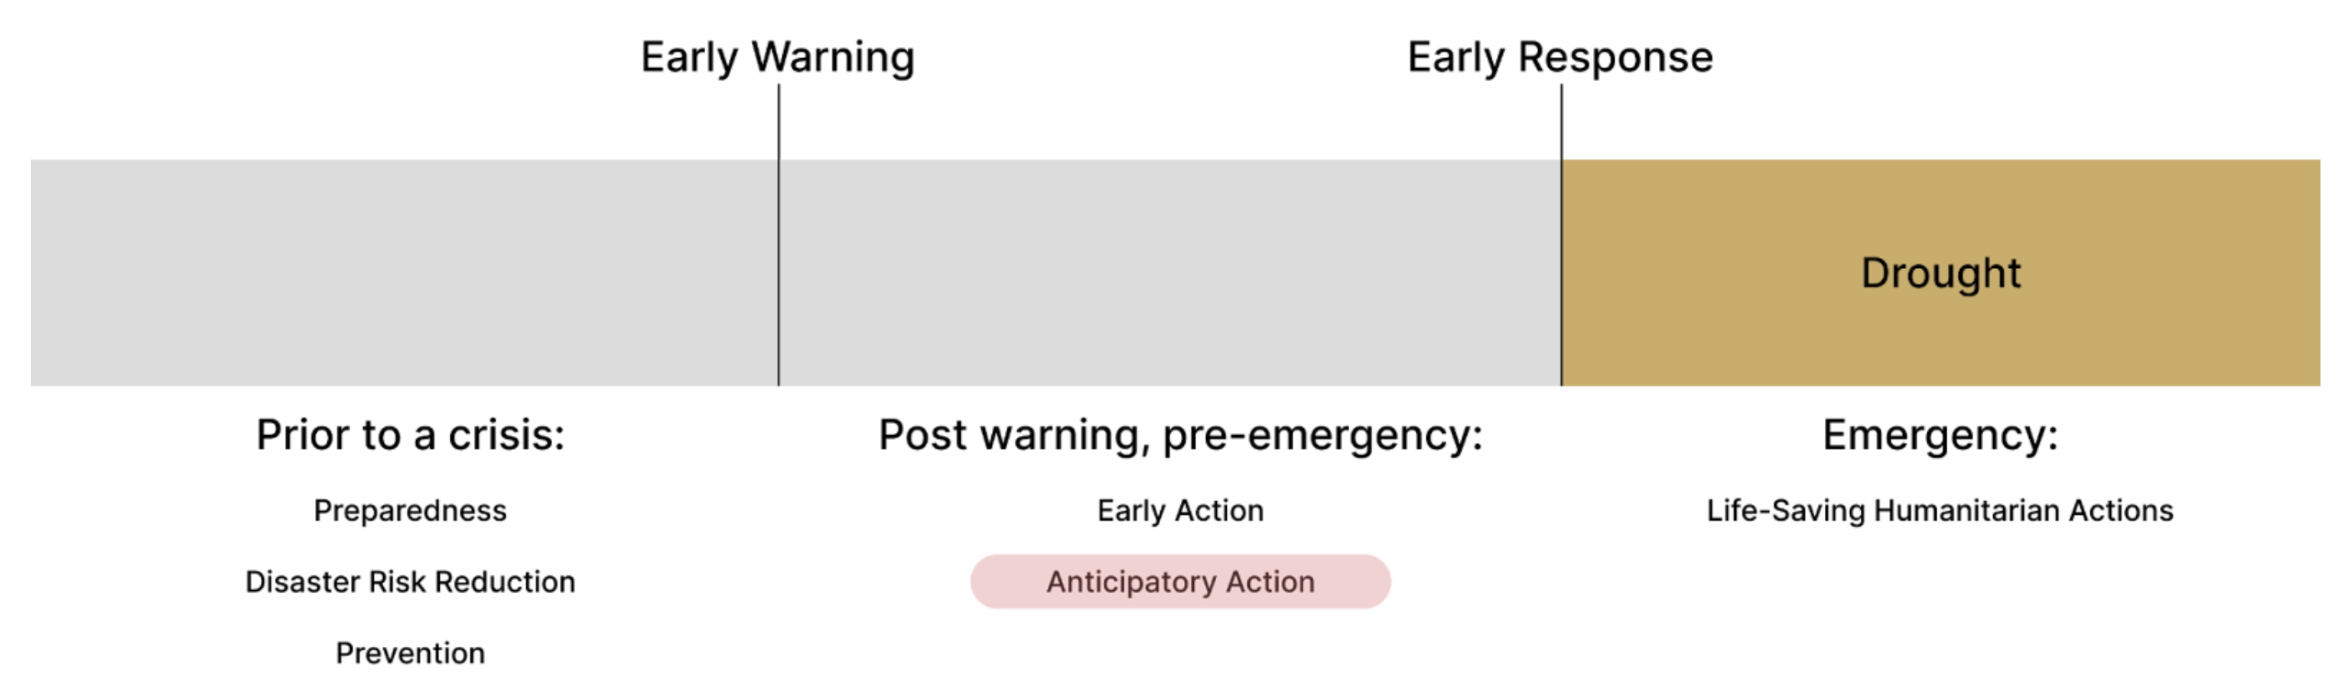 Early Warning
Early Response
Drought
Prior to a crisis:
Preparedness
Disaster Risk Reduction
Prevention
Post warning, pre-emergency:
Early Action
Anticipatory Action
Emergency:
Life-Saving Humanitarian Actions